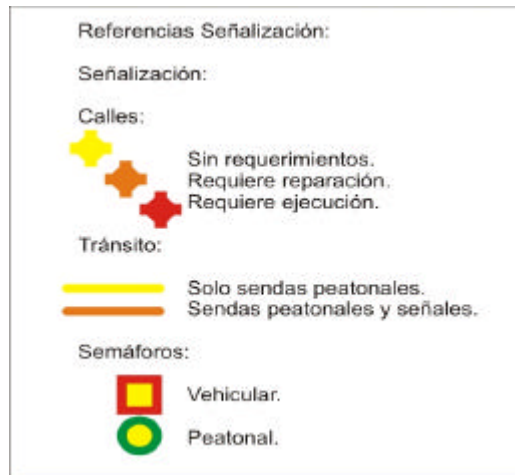 Referencias Señalización:
Señalización:
Calles:
Sin requerimientos.
Requiere reparación.
Requiere ejecución.
Tránsito:
Solo sendas peatonales.
Sendas peatonales y señales.
Semáforos:
Vehicular.
Peatonal.